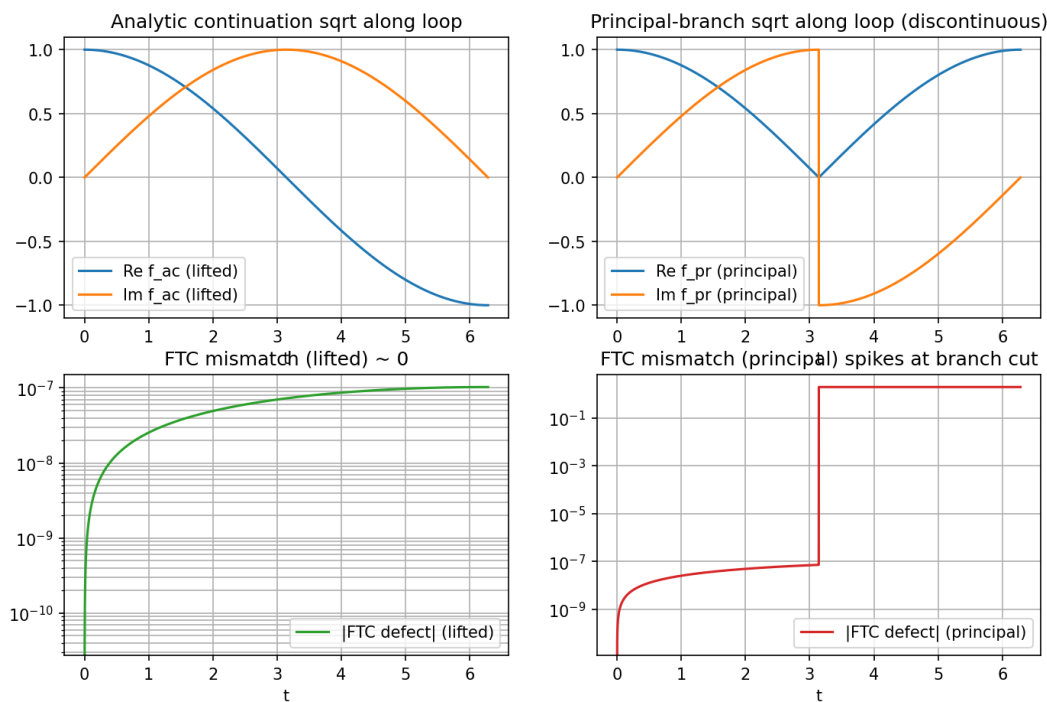 Analytic continuation sqrt along loop
1.0
0.5
0.0
−0.5
−1.0
Re f_ac (lifted)
Im f_ac (lifted)
0 1 2 3 4 5 6
t
Principal-branch sqrt along loop (discontinuous)
1.0
0.5
0.0
−0.5
−1.0
Re f_pr (principal)
Im f_pr (principal)
0 1 2 3 4 5 6
t
FTC mismatch (lifted) ~ 0
10⁻⁷
10⁻⁸
10⁻⁹
10⁻¹⁰
|FTC defect| (lifted)
0 1 2 3 4 5 6
t
FTC mismatch (principal) spikes at branch cut
10⁻¹
10⁻³
10⁻⁵
10⁻⁷
10⁻⁹
|FTC defect| (principal)
0 1 2 3 4 5 6
t